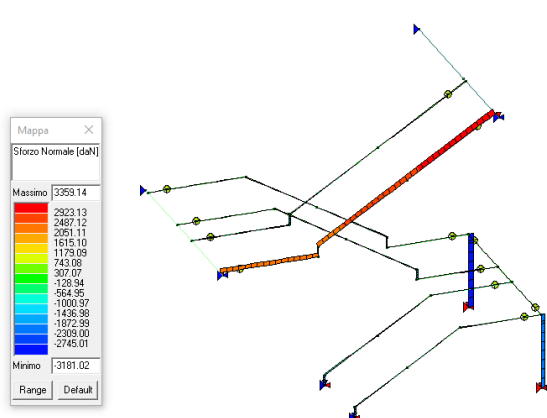 Mappa
Sforzo Normale [daN]
Massimo 3359.14
2923.13
2487.12
2051.11
1615.10
1179.09
743.08
307.07
-128.94
-564.95
-1000.97
-1436.98
-1872.99
-2309.00
-2745.01
Minimo -3181.02
Range Default